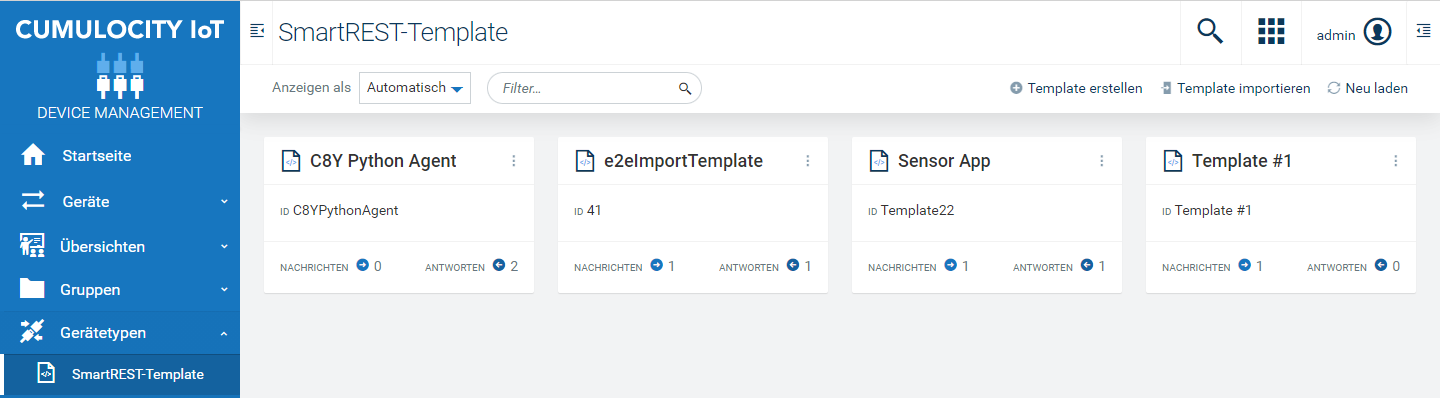 CUMULOCITY IoT
DEVICE MANAGEMENT
Startseite
Geräte
Übersichten
Gruppen
Gerätetypen
SmartREST-Template
SmartREST-Template
admin
Anzeigen als Automatisch Filter... Template erstellen Template importieren Neu laden
C8Y Python Agent
ID C8YPythonAgent
NACHRICHTEN 0 ANTWORTEN 2
e2eImportTemplate
ID 41
NACHRICHTEN 1 ANTWORTEN 1
Sensor App
ID Template22
NACHRICHTEN 1 ANTWORTEN 1
Template #1
ID Template #1
NACHRICHTEN 1 ANTWORTEN 0